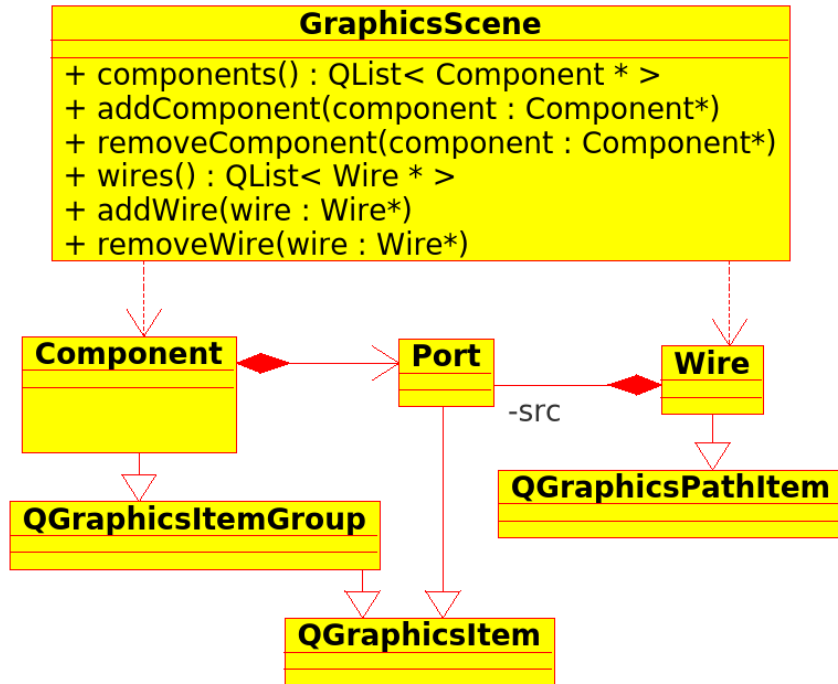 GraphicsScene
+ components() : QList< Component * >
+ addComponent(component : Component*)
+ removeComponent(component : Component*)
+ wires() : QList< Wire * >
+ addWire(wire : Wire*)
+ removeWire(wire : Wire*)
Component
Port
Wire
-src
QGraphicsPathItem
QGraphicsItemGroup
QGraphicsItem